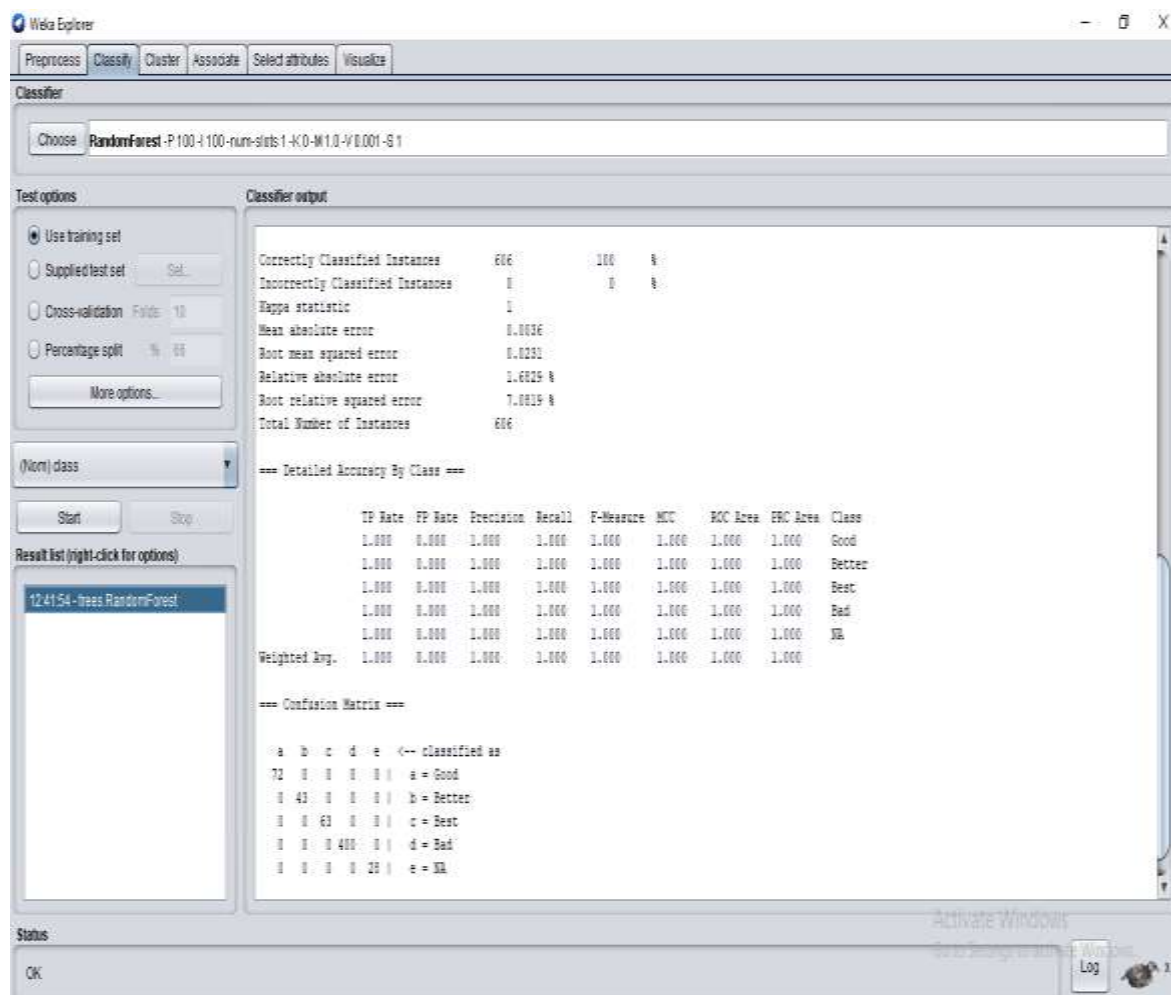 Weka Explorer
Preprocess Classify Cluster Associate Select attributes Visualize
Classifier
Choose RandomForest -P 100 -I 100 -num-slots 1 -K 0 -M 1.0 -V 0.001 -S 1
Test options
Use training set
Supplied test set Set...
Cross-validation Folds 10
Percentage split % 66
More options...
(Nom) class
Start Stop
Result list (right-click for options)
12:41:54 - trees.RandomForest
Classifier output
Correctly Classified Instances 606 100 %
Incorrectly Classified Instances 0 0 %
Kappa statistic 1
Mean absolute error 0.0036
Root mean squared error 0.0231
Relative absolute error 1.6829 %
Root relative squared error 7.0819 %
Total Number of Instances 606
=== Detailed Accuracy By Class ===
TP Rate FP Rate Precision Recall F-Measure MCC ROC Area PRC Area Class
1.000 0.000 1.000 1.000 1.000 1.000 1.000 1.000 Good
1.000 0.000 1.000 1.000 1.000 1.000 1.000 1.000 Better
1.000 0.000 1.000 1.000 1.000 1.000 1.000 1.000 Best
1.000 0.000 1.000 1.000 1.000 1.000 1.000 1.000 Bad
1.000 0.000 1.000 1.000 1.000 1.000 1.000 1.000 NA
Weighted Avg. 1.000 0.000 1.000 1.000 1.000 1.000 1.000 1.000
=== Confusion Matrix ===
a b c d e <-- classified as
72 0 0 0 0 | a = Good
0 43 0 0 0 | b = Better
0 0 63 0 0 | c = Best
0 0 0 400 0 | d = Bad
0 0 0 0 28 | e = NA
Activate Windows
Go to Settings to activate Windows.
Status
OK
Log
x